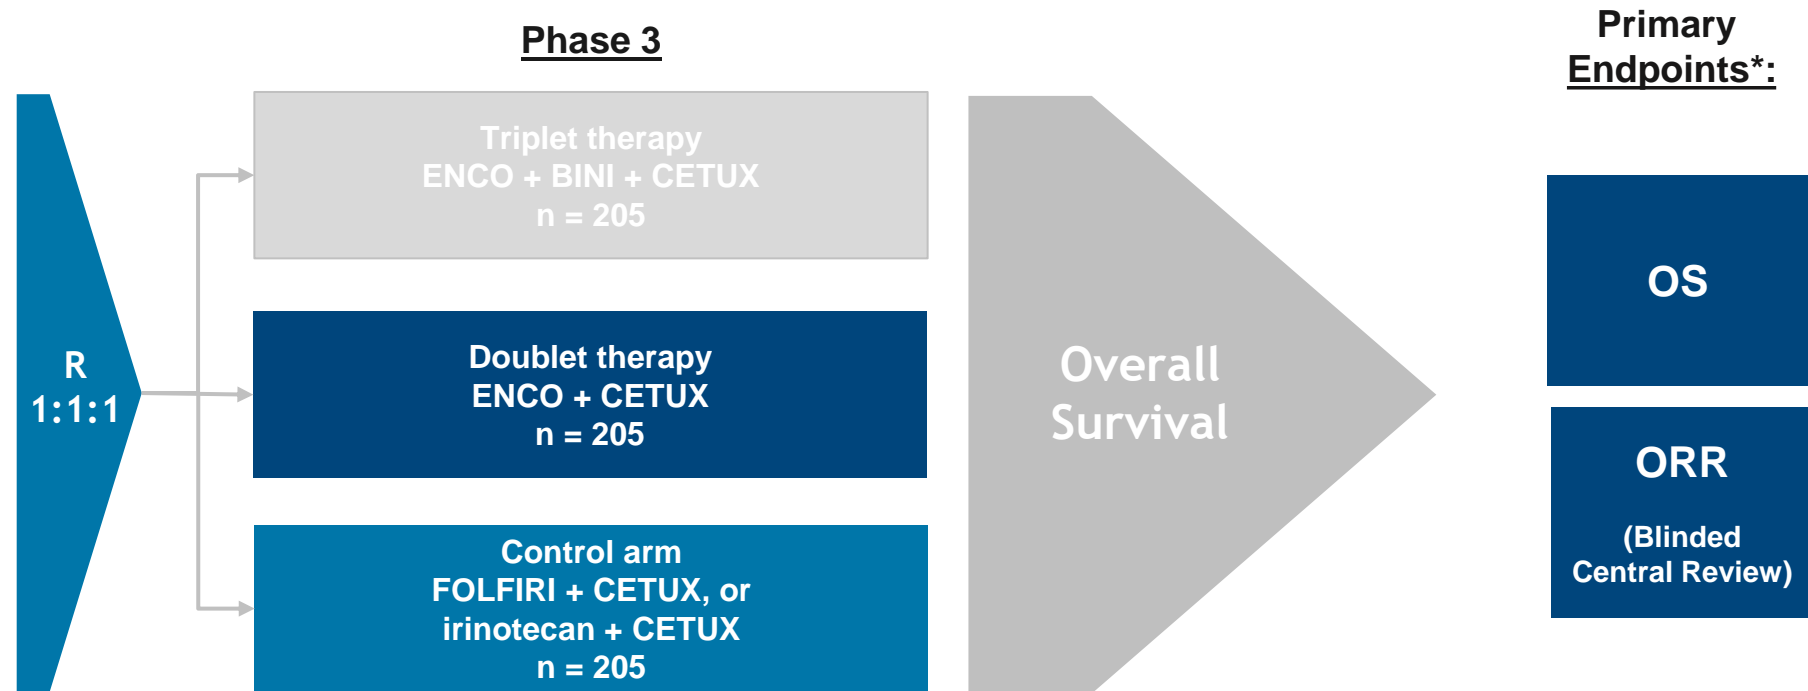 Phase 3
Primary
Endpoints*:
R
1:1:1
Triplet therapy
ENCO + BINI + CETUX
n = 205
Doublet therapy
ENCO + CETUX
n = 205
Control arm
FOLFIRI + CETUX, or
irinotecan + CETUX
n = 205
Overall
Survival
OS
ORR
(Blinded
Central Review)